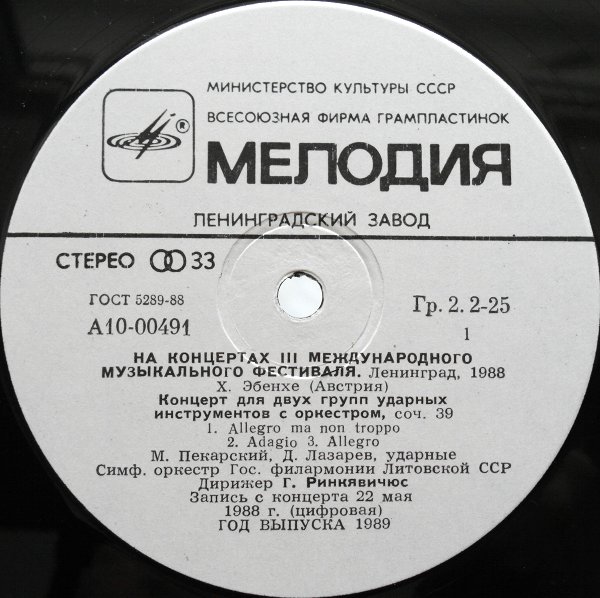 МИНИСТЕРСТВО КУЛЬТУРЫ СССР
ВСЕСОЮЗНАЯ ФИРМА ГРАМПЛАСТИНОК
®
МЕЛОДИЯ
ЛЕНИНГРАДСКИЙ ЗАВОД
СТЕРЕО 33
ГОСТ 5289-88
Гр. 2. 2-25
А10-00491
1
НА КОНЦЕРТАХ III МЕЖДУНАРОДНОГО
МУЗЫКАЛЬНОГО ФЕСТИВАЛЯ. Ленинград, 1988
Х. Эбенхе (Австрия)
Концерт для двух групп ударных
инструментов с оркестром, соч. 39
1. Allegro ma non troppo
2. Adagio 3. Allegro
М. Пекарский, Д. Лазарев, ударные
Симф. оркестр Гос. филармонии Литовской ССР
Дирижер Г. Ринкявичюс
Запись с концерта 22 мая
1988 г. (цифровая)
ГОД ВЫПУСКА 1989